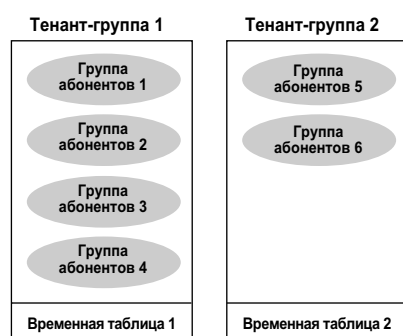 Тенант-группа 1
Группа
абонентов 1
Группа
абонентов 2
Группа
абонентов 3
Группа
абонентов 4
Временная таблица 1
Тенант-группа 2
Группа
абонентов 5
Группа
абонентов 6
Временная таблица 2